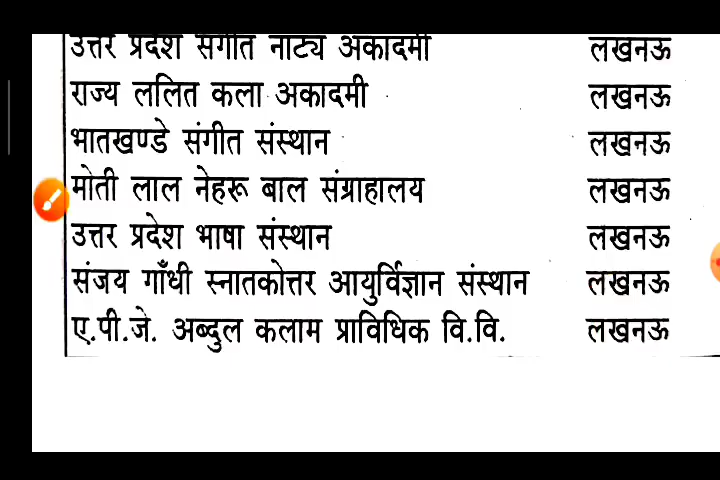 उत्तर प्रदेश संगीत नाट्य अकादमी लखनऊ
राज्य ललित कला अकादमी लखनऊ
भातखण्डे संगीत संस्थान लखनऊ
मोती लाल नेहरू बाल संग्राहालय लखनऊ
उत्तर प्रदेश भाषा संस्थान लखनऊ
संजय गाँधी स्नातकोत्तर आयुर्विज्ञान संस्थान लखनऊ
ए.पी.जे. अब्दुल कलाम प्राविधिक वि.वि. लखनऊ